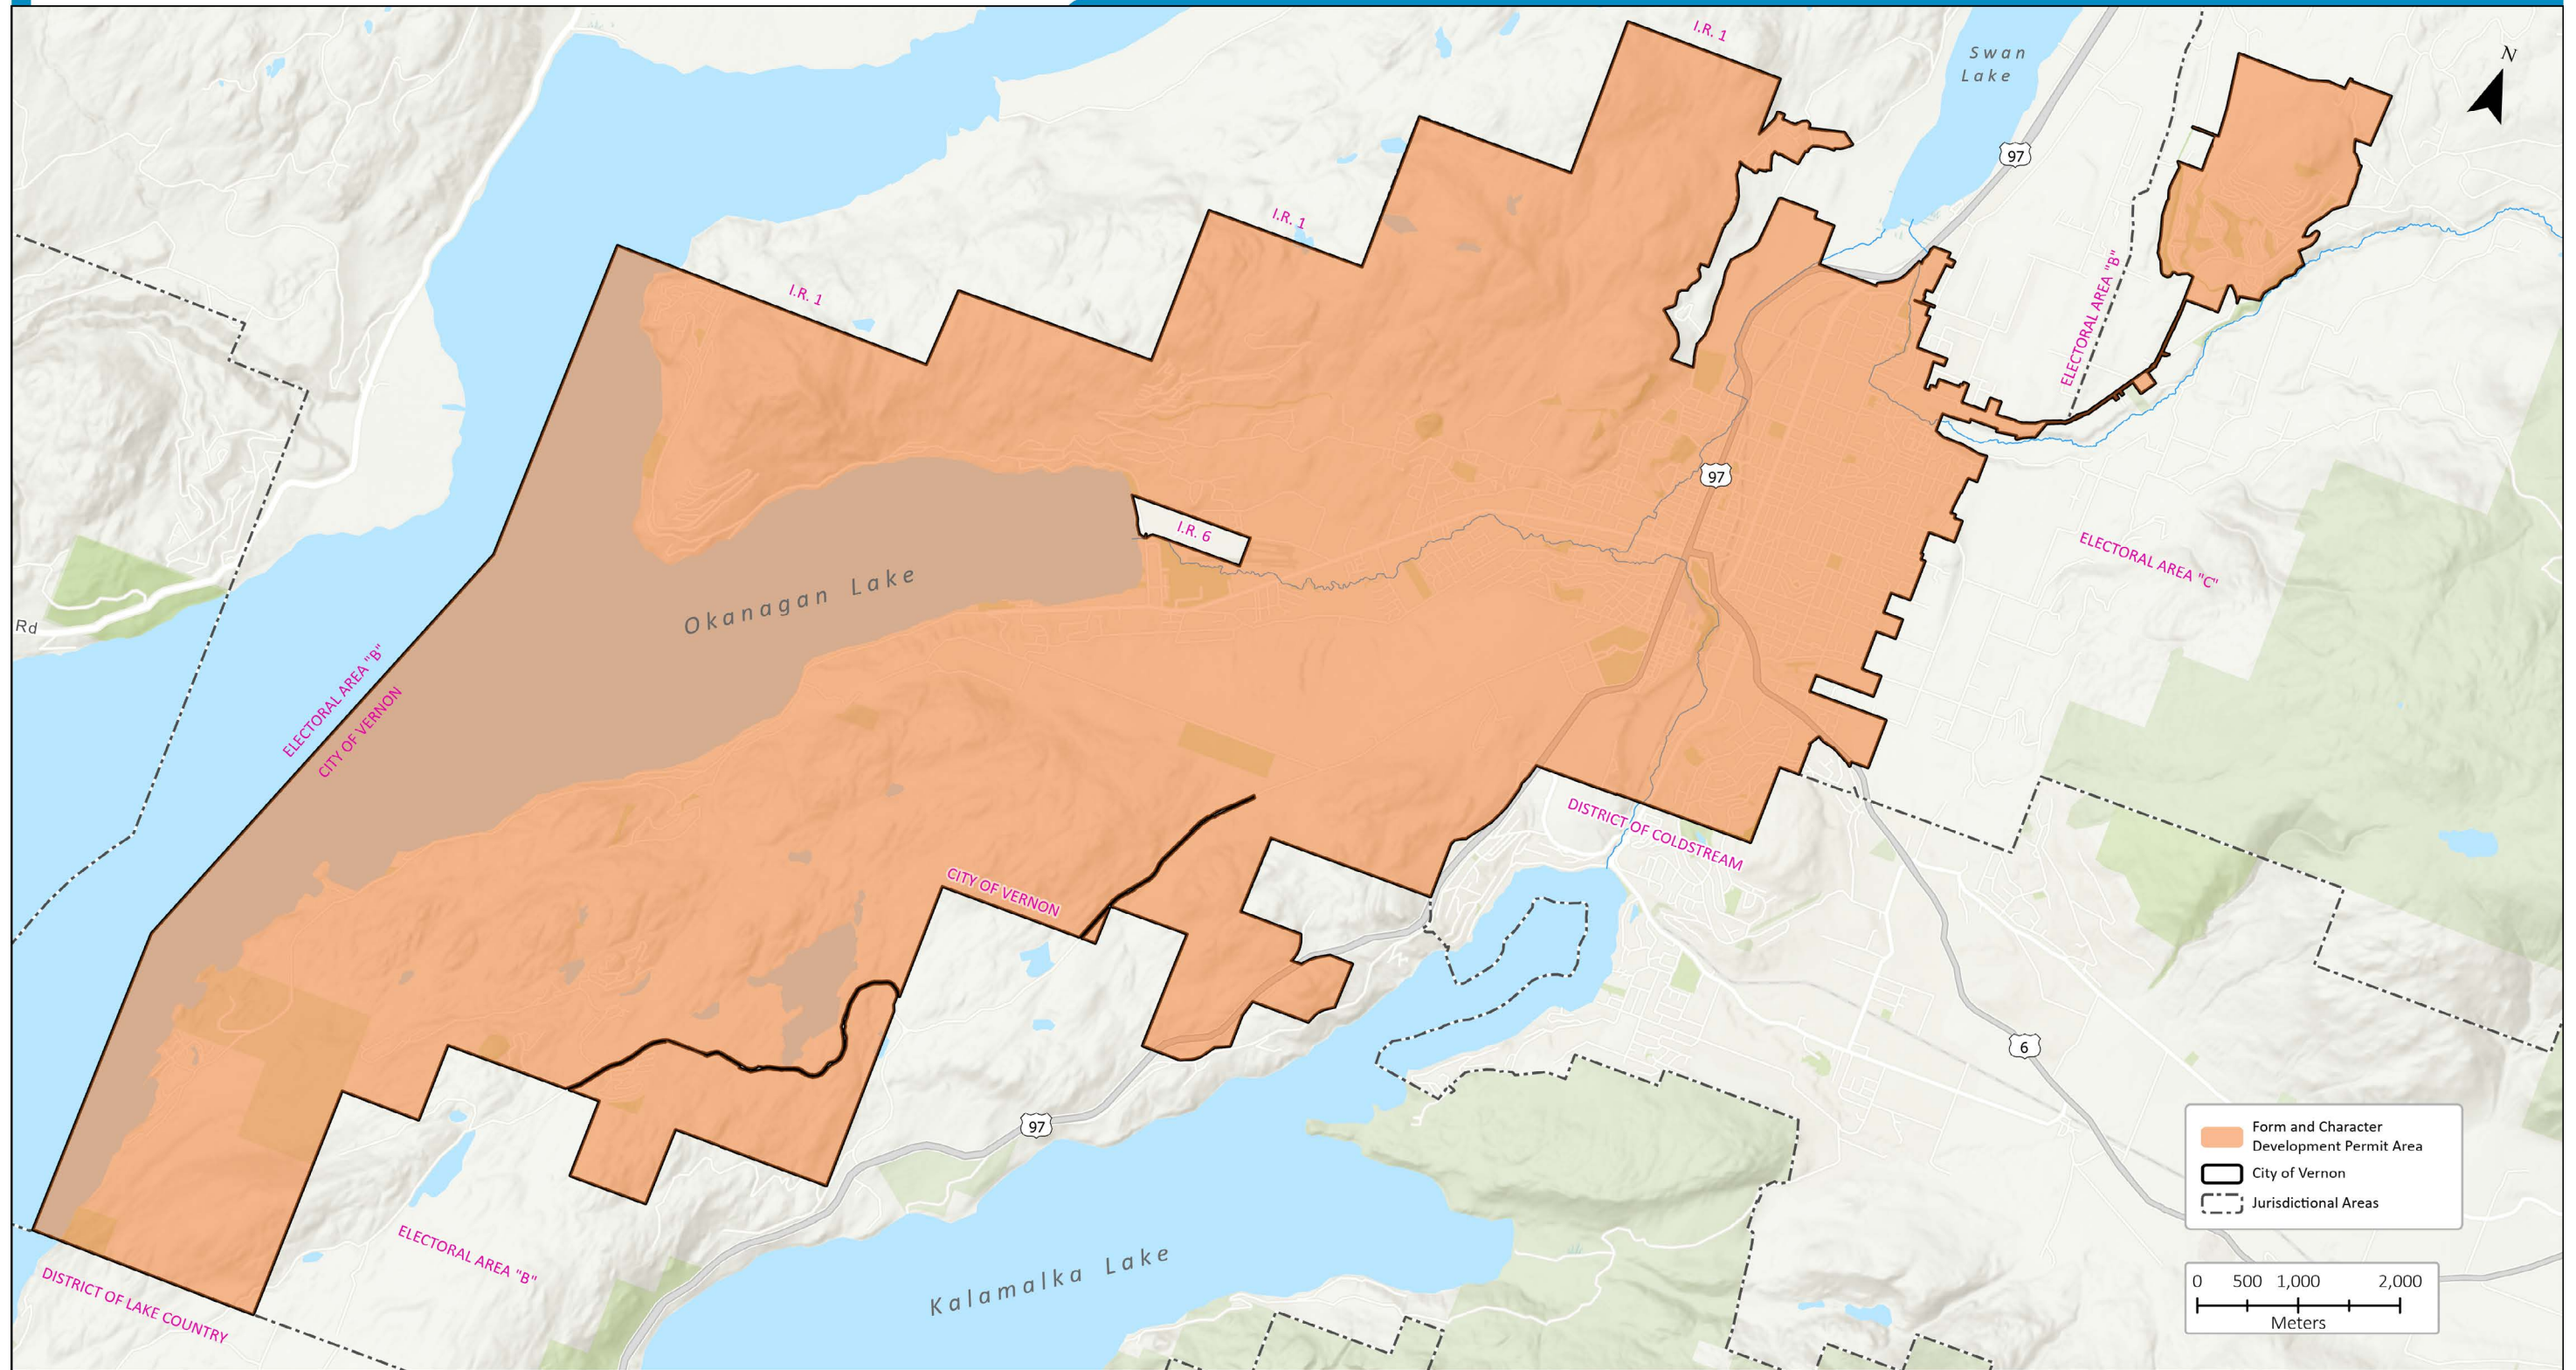 I.R. 1
Swan
Lake
N
97
I.R. 1
I.R. 1
ELECTORAL AREA "B"
97
I.R. 6
ELECTORAL AREA "C"
Okanagan Lake
Rd
ELECTORAL AREA "B"
CITY OF VERNON
DISTRICT OF COLDSTREAM
CITY OF VERNON
6
97
ELECTORAL AREA "B"
Kalamalka Lake
DISTRICT OF LAKE COUNTRY
Form and Character
Development Permit Area
City of Vernon
Jurisdictional Areas
0 500 1,000 2,000
Meters